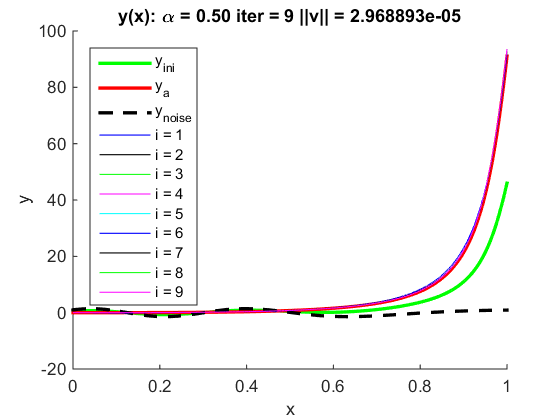 y(x): α = 0.50 iter = 9 ||v|| = 2.968893e-05
100
80
60
40
20
0
-20
y
y_ini
y_a
y_noise
i = 1
i = 2
i = 3
i = 4
i = 5
i = 6
i = 7
i = 8
i = 9
0
0.2
0.4
0.6
0.8
1
x